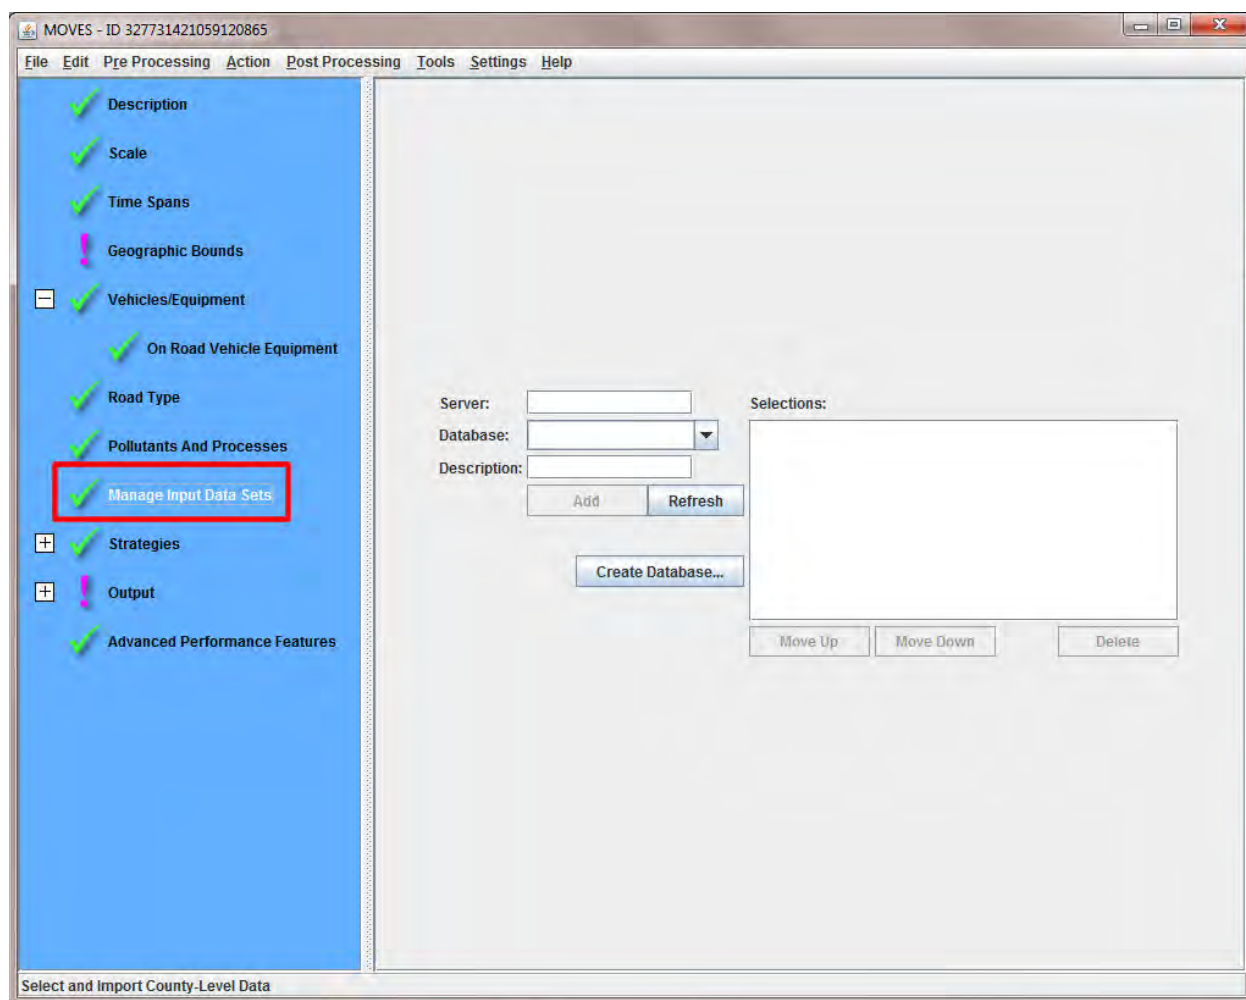 MOVES - ID 327731421059120865
File Edit Pre Processing Action Post Processing Tools Settings Help
Description
Scale
Time Spans
Geographic Bounds
Vehicles/Equipment
On Road Vehicle Equipment
Road Type
Pollutants And Processes
Manage Input Data Sets
Strategies
Output
Advanced Performance Features
Server:
Database:
Description:
Add Refresh
Create Database...
Selections:
Move Up Move Down Delete
Select and Import County-Level Data